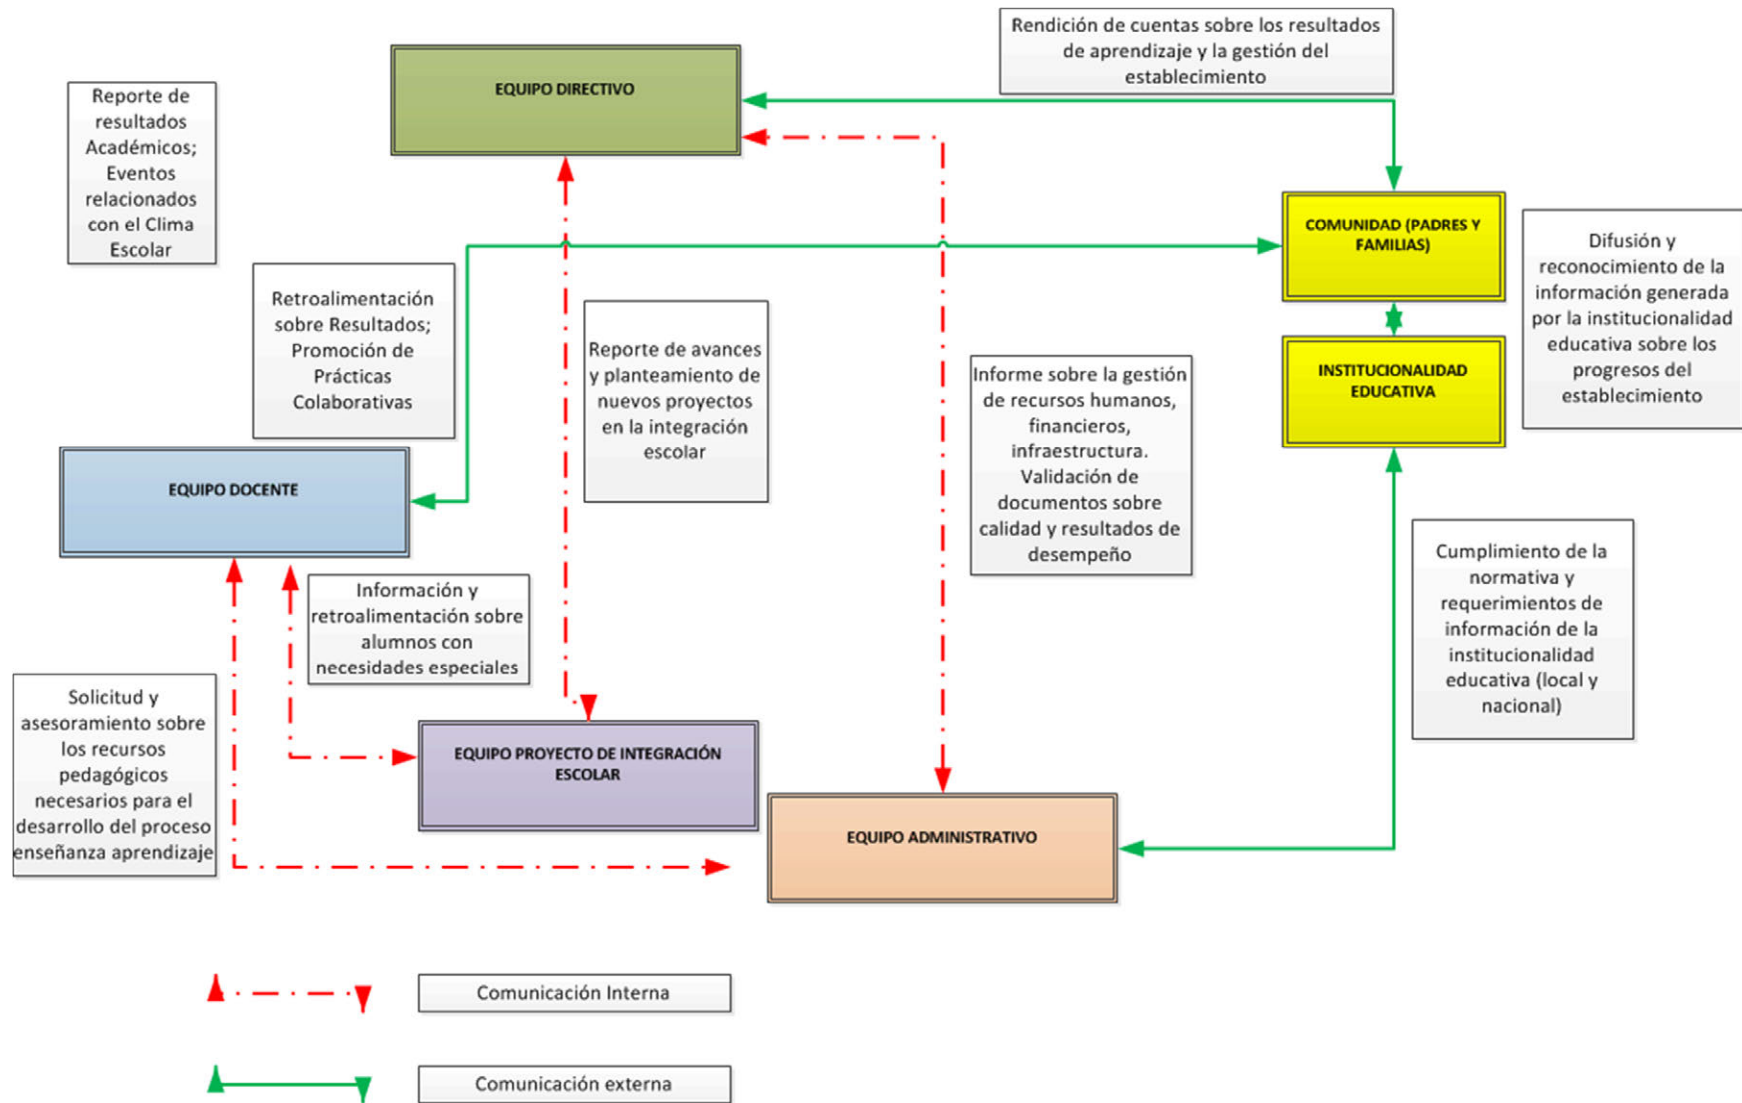 Rendición de cuentas sobre los resultados
de aprendizaje y la gestión del
establecimiento
EQUIPO DIRECTIVO
Reporte de
resultados
Académicos;
Eventos
relacionados
con el Clima
Escolar
COMUNIDAD (PADRES Y
FAMILIAS)
Difusión y
reconocimiento de la
información generada
por la institucionalidad
educativa sobre los
progresos del
establecimiento
Retroalimentación
sobre Resultados;
Promoción de
Prácticas
Colaborativas
Reporte de avances
y planteamiento de
nuevos proyectos
en la integración
escolar
Informe sobre la gestión
de recursos humanos,
financieros,
infraestructura.
Validación de
documentos sobre
calidad y resultados de
desempeño
INSTITUCIONALIDAD
EDUCATIVA
EQUIPO DOCENTE
Cumplimiento de la
normativa y
requerimientos de
información de la
institucionalidad
educativa (local y
nacional)
Información y
retroalimentación sobre
alumnos con
necesidades especiales
Solicitud y
asesoramiento sobre
los recursos
pedagógicos
necesarios para el
desarrollo del proceso
enseñanza aprendizaje
EQUIPO PROYECTO DE INTEGRACIÓN
ESCOLAR
EQUIPO ADMINISTRATIVO
Comunicación Interna
Comunicación externa